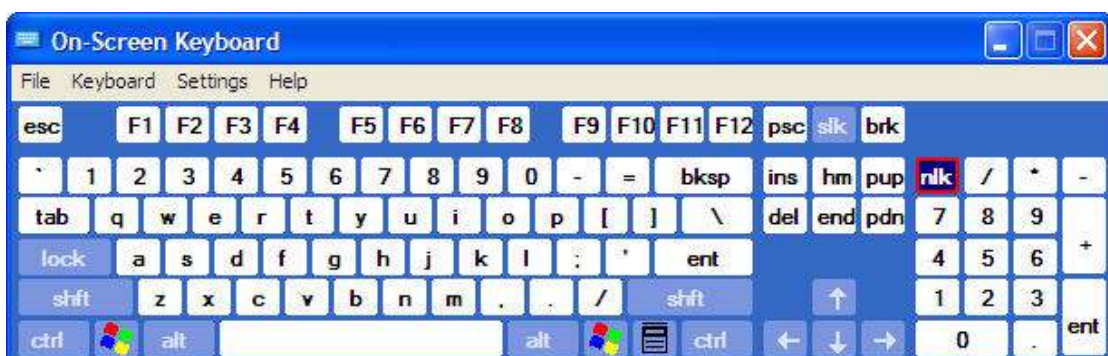 On-Screen Keyboard
File Keyboard Settings Help
esc F1 F2 F3 F4 F5 F6 F7 F8 F9 F10 F11 F12 psc slk brk
` 1 2 3 4 5 6 7 8 9 0 - = bksp ins hm pup nlk / * -
tab q w e r t y u i o p [ ] \ del end pdn 7 8 9 +
lock a s d f g h j k l ; ' ent 4 5 6
shft z x c v b n m , . / shft ↑ 1 2 3 ent
ctrl alt alt ctrl ← ↓ → 0 .